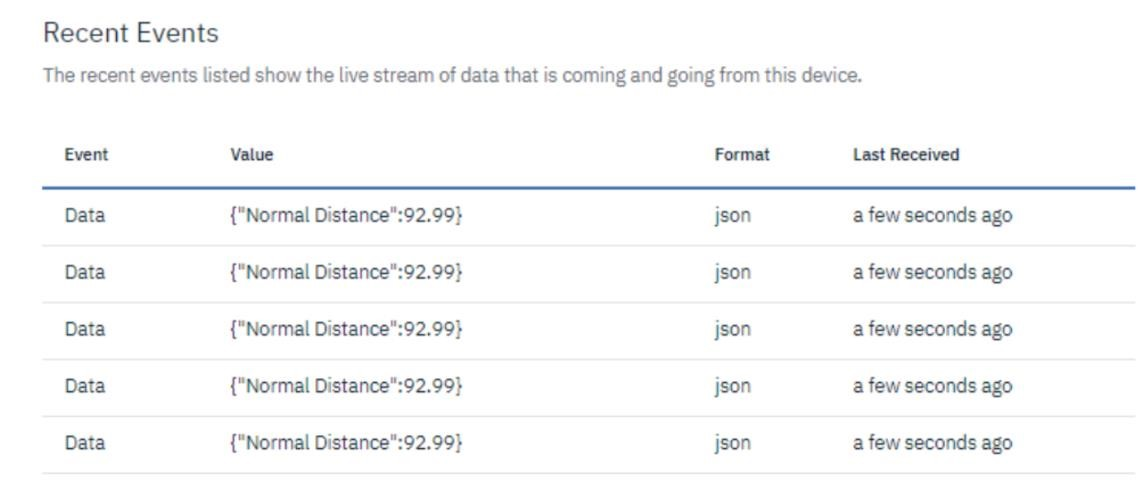 Recent Events
The recent events listed show the live stream of data that is coming and going from this device.
Event Value Format Last Received
Data {"Normal Distance":92.99} json a few seconds ago
Data {"Normal Distance":92.99} json a few seconds ago
Data {"Normal Distance":92.99} json a few seconds ago
Data {"Normal Distance":92.99} json a few seconds ago
Data {"Normal Distance":92.99} json a few seconds ago